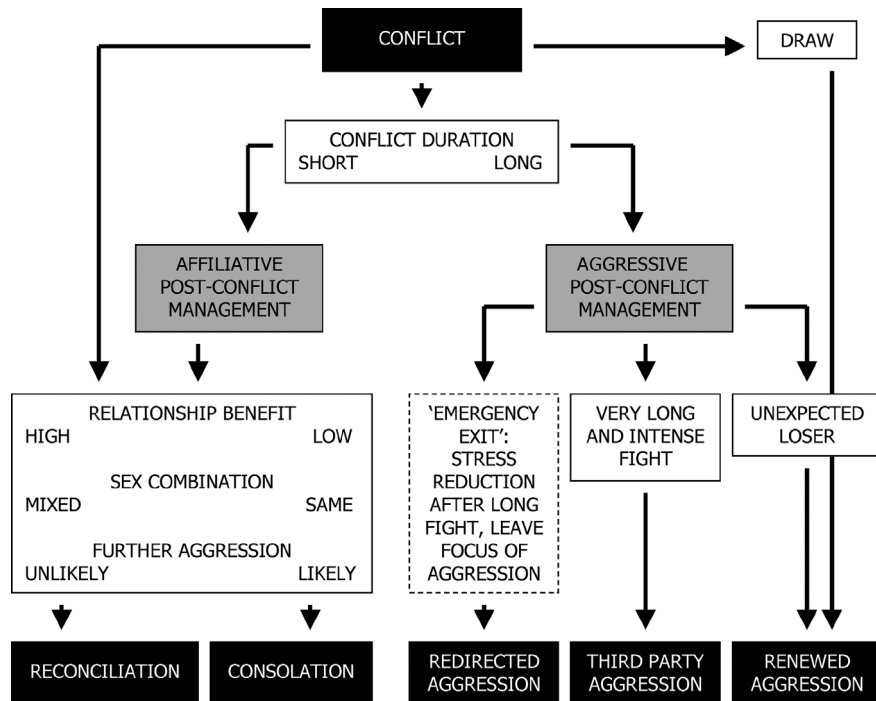 CONFLICT
DRAW
CONFLICT DURATION
SHORT LONG
AFFILIATIVE
POST-CONFLICT
MANAGEMENT
AGGRESSIVE
POST-CONFLICT
MANAGEMENT
RELATIONSHIP BENEFIT
HIGH LOW
SEX COMBINATION
MIXED SAME
FURTHER AGGRESSION
UNLIKELY LIKELY
‘EMERGENCY
EXIT’:
STRESS
REDUCTION
AFTER LONG
FIGHT, LEAVE
FOCUS OF
AGGRESSION
VERY LONG
AND INTENSE
FIGHT
UNEXPECTED
LOSER
RECONCILIATION
CONSOLATION
REDIRECTED
AGGRESSION
THIRD PARTY
AGGRESSION
RENEWED
AGGRESSION